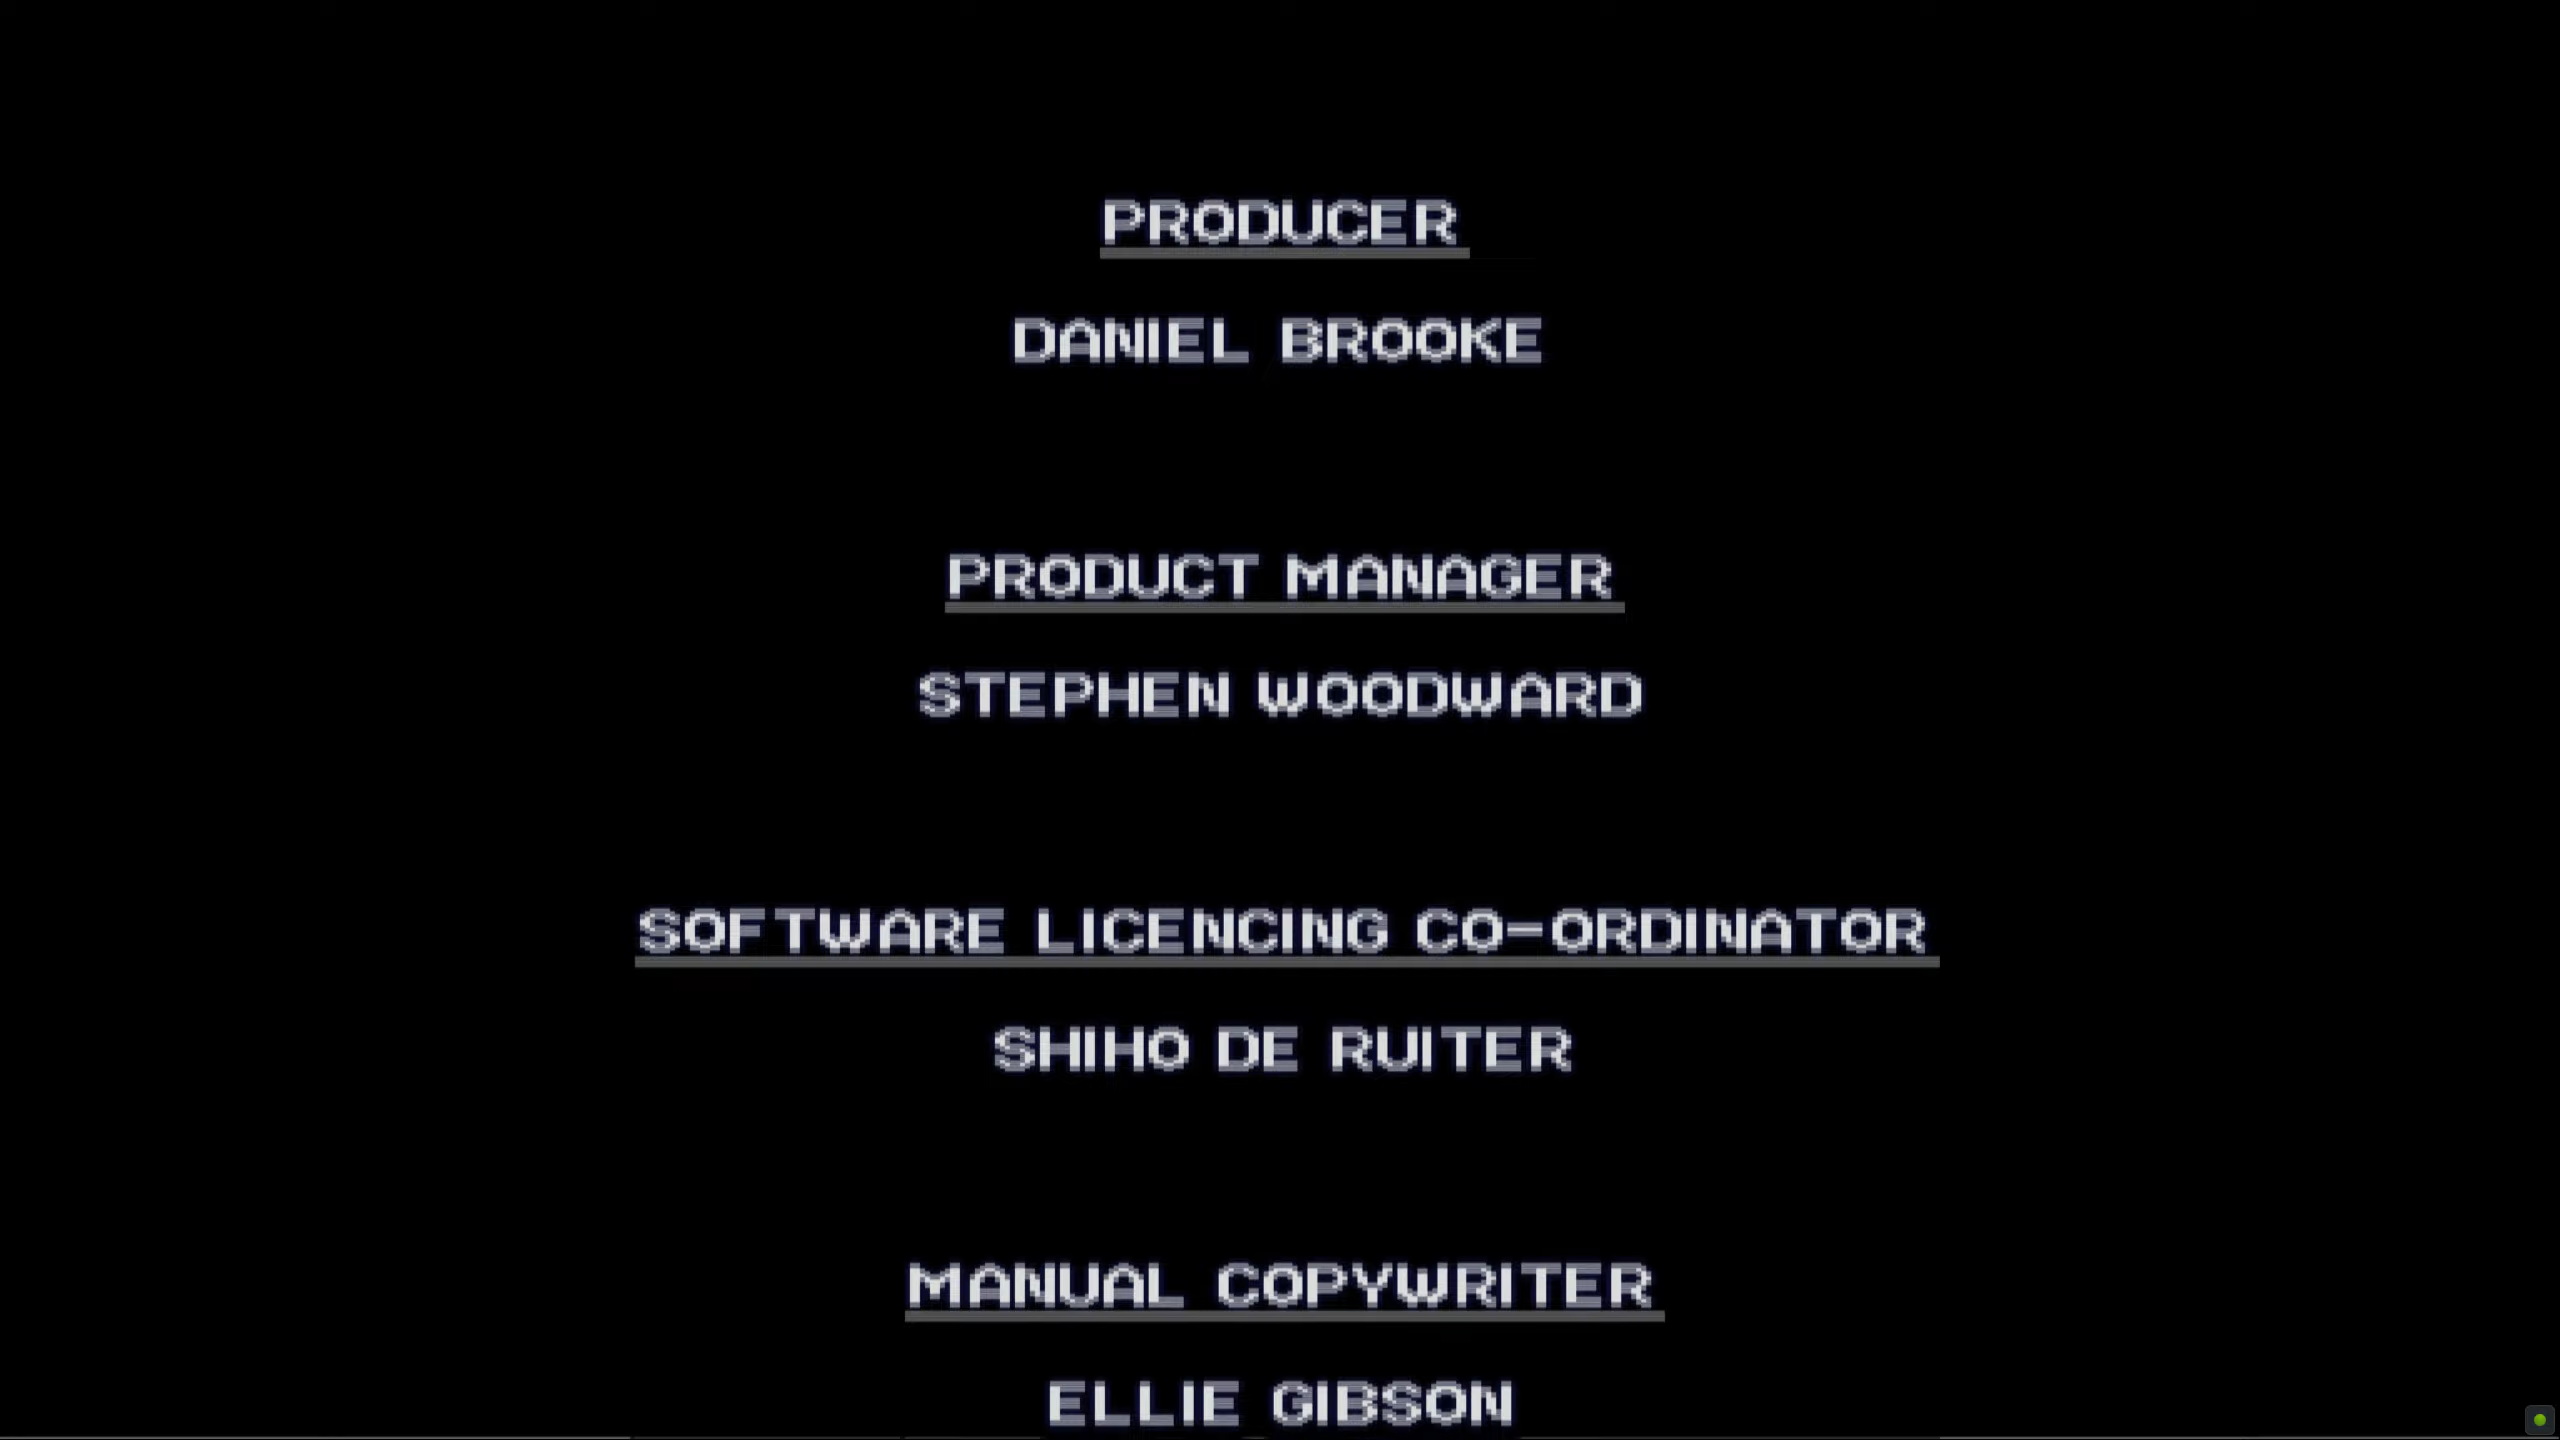 PRODUCER
DANIEL BROOKE
PRODUCT MANAGER
STEPHEN WOODWARD
SOFTWARE LICENCING CO-ORDINATOR
SHIHO DE RUITER
MANUAL COPYWRITER
ELLIE GIBSON